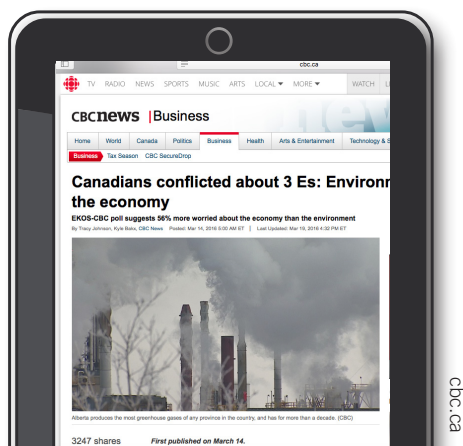 cbc.ca
TV RADIO NEWS SPORTS MUSIC ARTS LOCAL MORE WATCH
CBCnews | Business
Home World Canada Politics Business Health Arts & Entertainment Technology &
Business Tax Season CBC SecureDrop
Canadians conflicted about 3 Es: Environ
the economy
EKOS-CBC poll suggests 56% more worried about the economy than the environment
By Tracy Johnson, Kyle Bakx, CBC News Posted: Mar 14, 2016 5:00 AM ET | Last Updated: Mar 19, 2016 4:32 PM ET
Alberta produces the most greenhouse gases of any province in the country, and has for more than a decade. (CBC)
3247 shares First published on March 14.
cbc.ca